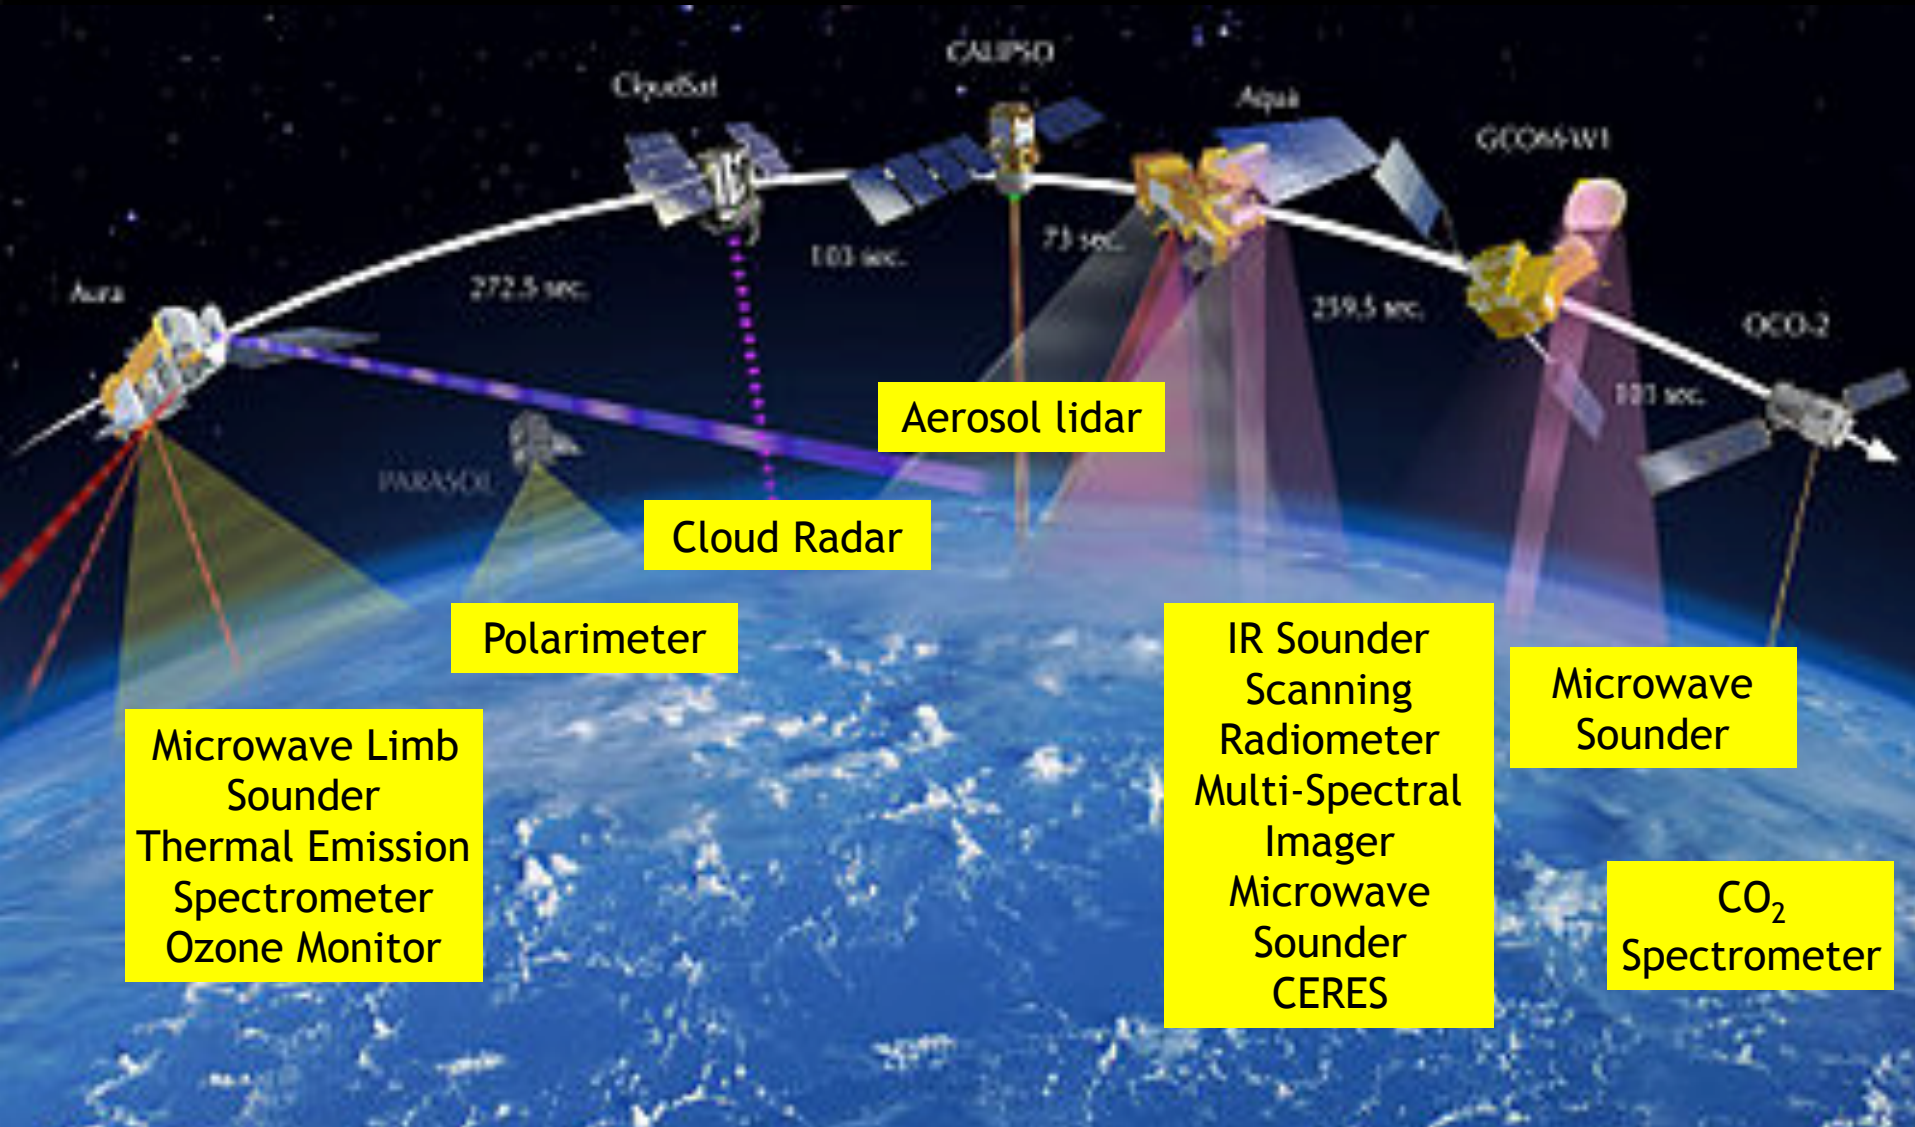 CALIPSO
CloudSat
Aqua
GCOM-W1
73 sec.
103 sec.
272.5 sec.
Aura
259.5 sec.
OCO-2
PARASOL
Aerosol lidar
Cloud Radar
Polarimeter
IR Sounder
Scanning
Radiometer
Multi-Spectral
Imager
Microwave
Sounder
CERES
Microwave
Sounder
Microwave Limb
Sounder
Thermal Emission
Spectrometer
Ozone Monitor
CO₂
Spectrometer